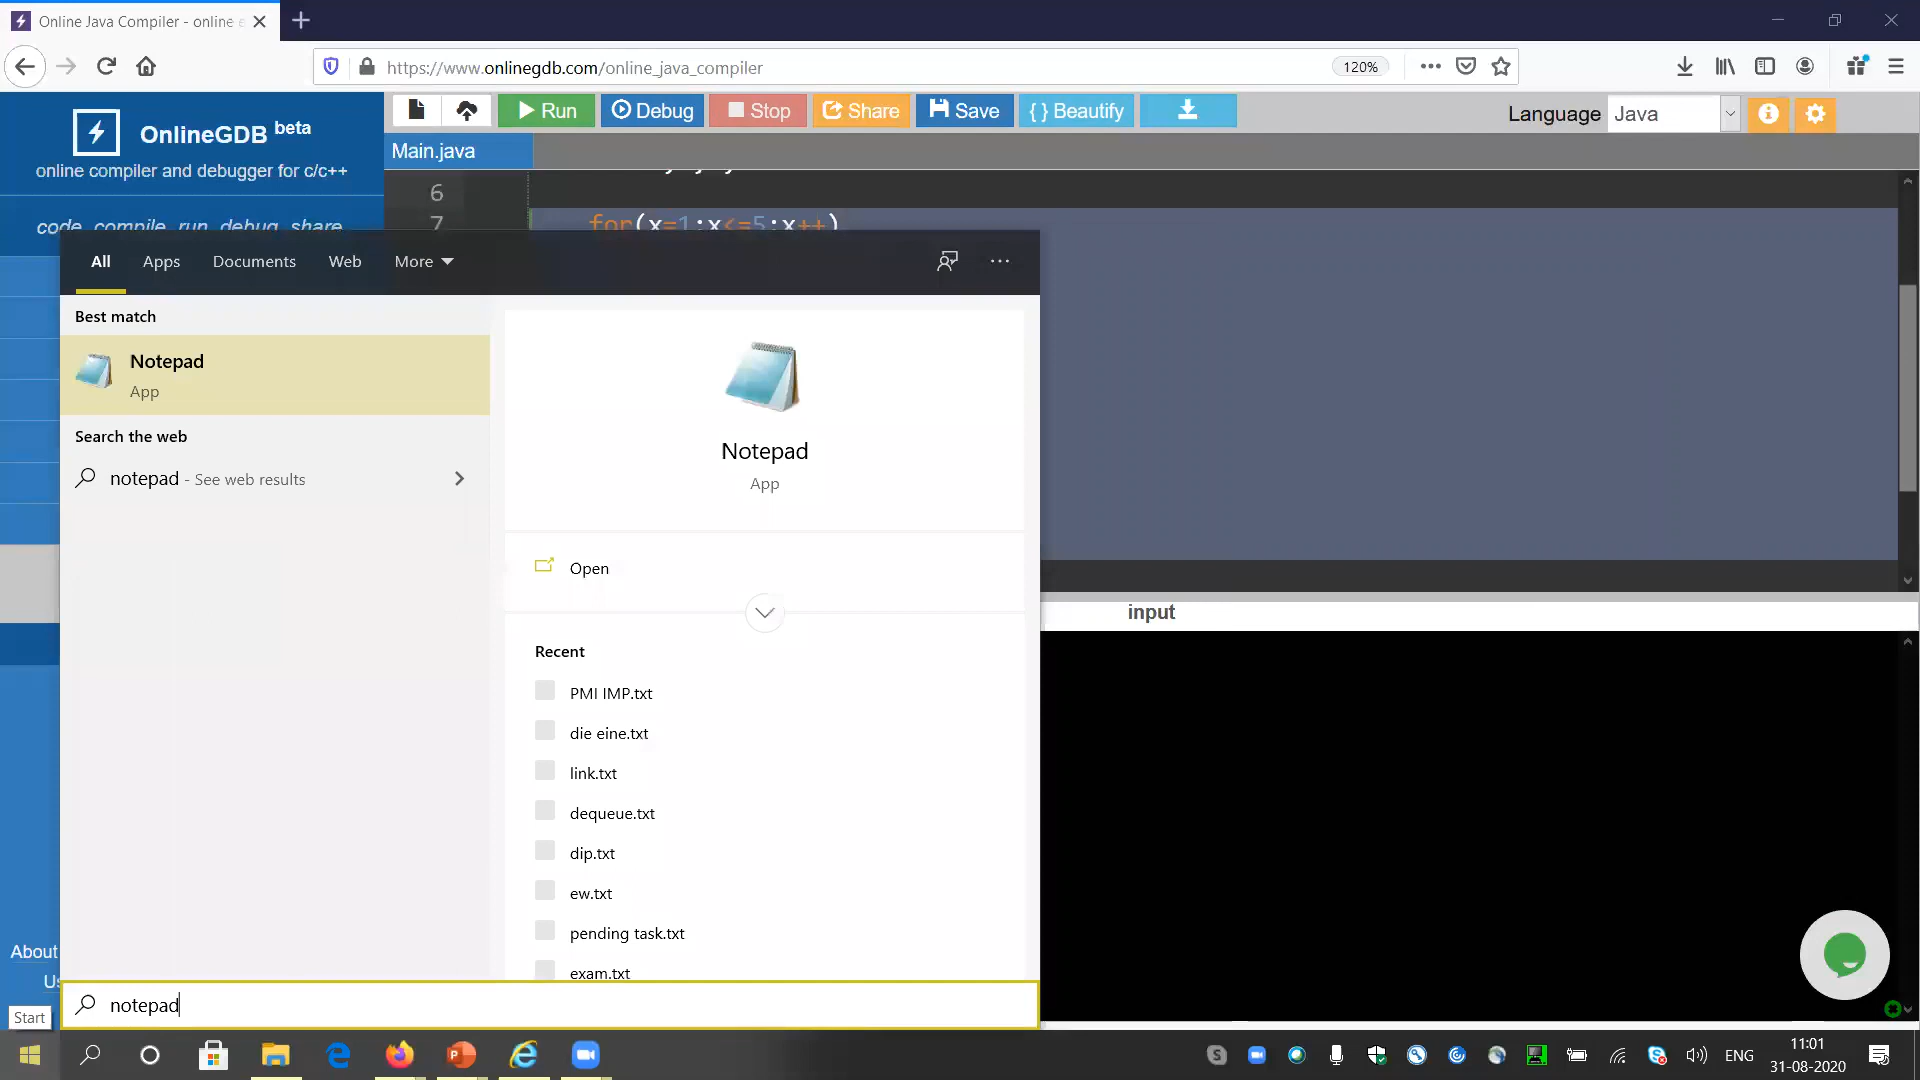 Online Java Compiler - online e
https://www.onlinegdb.com/online_java_compiler
120%
OnlineGDB beta
online compiler and debugger for c/c++
code. compile. run. debug. share.
Run
Debug
Stop
Share
Save
{ } Beautify
Language
Java
Main.java
6
7
for(x=1;x<=5;x++)
All
Apps
Documents
Web
More
Best match
Notepad
App
Search the web
notepad - See web results
Notepad
App
Open
Recent
PMI IMP.txt
die eine.txt
link.txt
dequeue.txt
dip.txt
ew.txt
pending task.txt
exam.txt
input
About
notepad
Start
ENG
11:01
31-08-2020